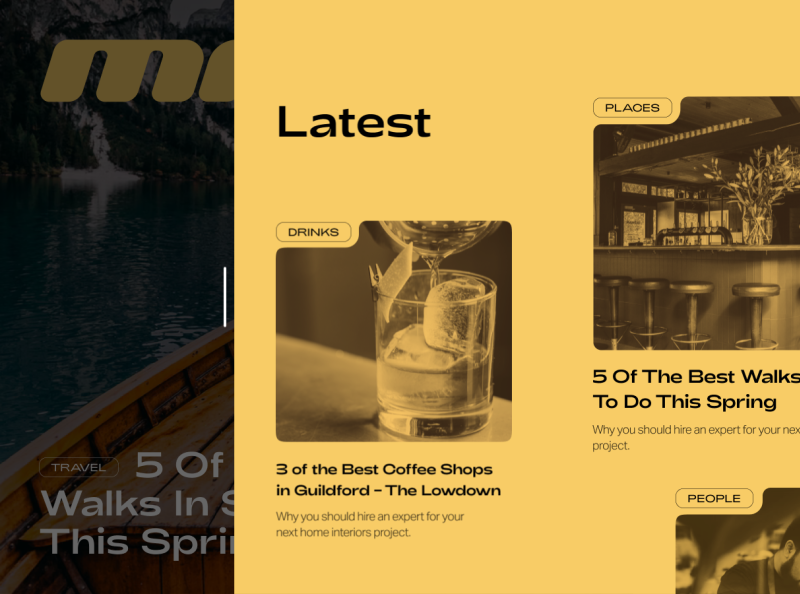 Latest
PLACES
DRINKS
5 Of The Best Walks
To Do This Spring
Why you should hire an expert for your
project.
3 of the Best Coffee Shops
in Guildford – The Lowdown
Why you should hire an expert for your
next home interiors project.
TRAVEL
5 Of
Walks In
This
PEOPLE